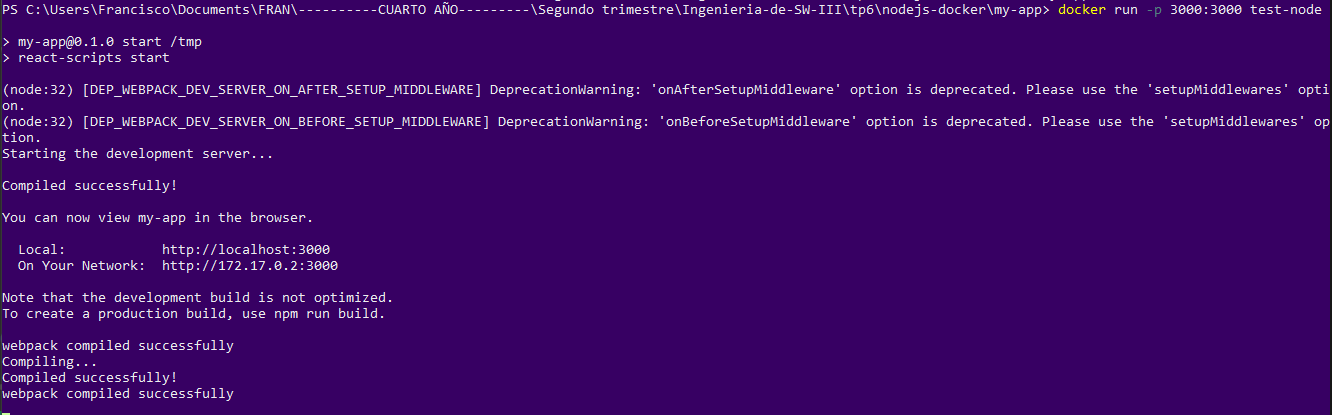 PS C:\Users\Francisco\Documents\FRAN\----------CUARTO AÑO---------\Segundo trimestre\Ingenieria-de-SW-III\tp6\nodejs-docker\my-app> docker run -p 3000:3000 test-node
> my-app@0.1.0 start /tmp
> react-scripts start
(node:32) [DEP_WEBPACK_DEV_SERVER_ON_AFTER_SETUP_MIDDLEWARE] DeprecationWarning: 'onAfterSetupMiddleware' option is deprecated. Please use the 'setupMiddlewares' opti
on.
(node:32) [DEP_WEBPACK_DEV_SERVER_ON_BEFORE_SETUP_MIDDLEWARE] DeprecationWarning: 'onBeforeSetupMiddleware' option is deprecated. Please use the 'setupMiddlewares' op
tion.
Starting the development server...
Compiled successfully!
You can now view my-app in the browser.
Local: http://localhost:3000
On Your Network: http://172.17.0.2:3000
Note that the development build is not optimized.
To create a production build, use npm run build.
webpack compiled successfully
Compiling...
Compiled successfully!
webpack compiled successfully